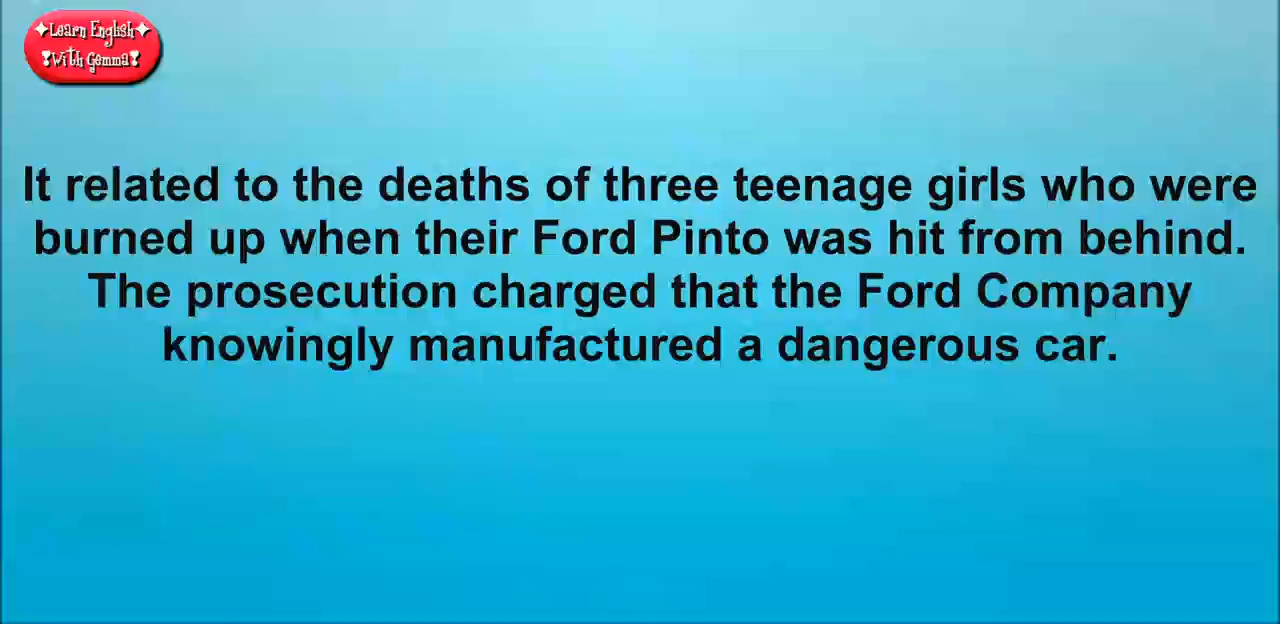 ✦Learn English✦
❣With Gemma❣
It related to the deaths of three teenage girls who were
burned up when their Ford Pinto was hit from behind.
The prosecution charged that the Ford Company
knowingly manufactured a dangerous car.